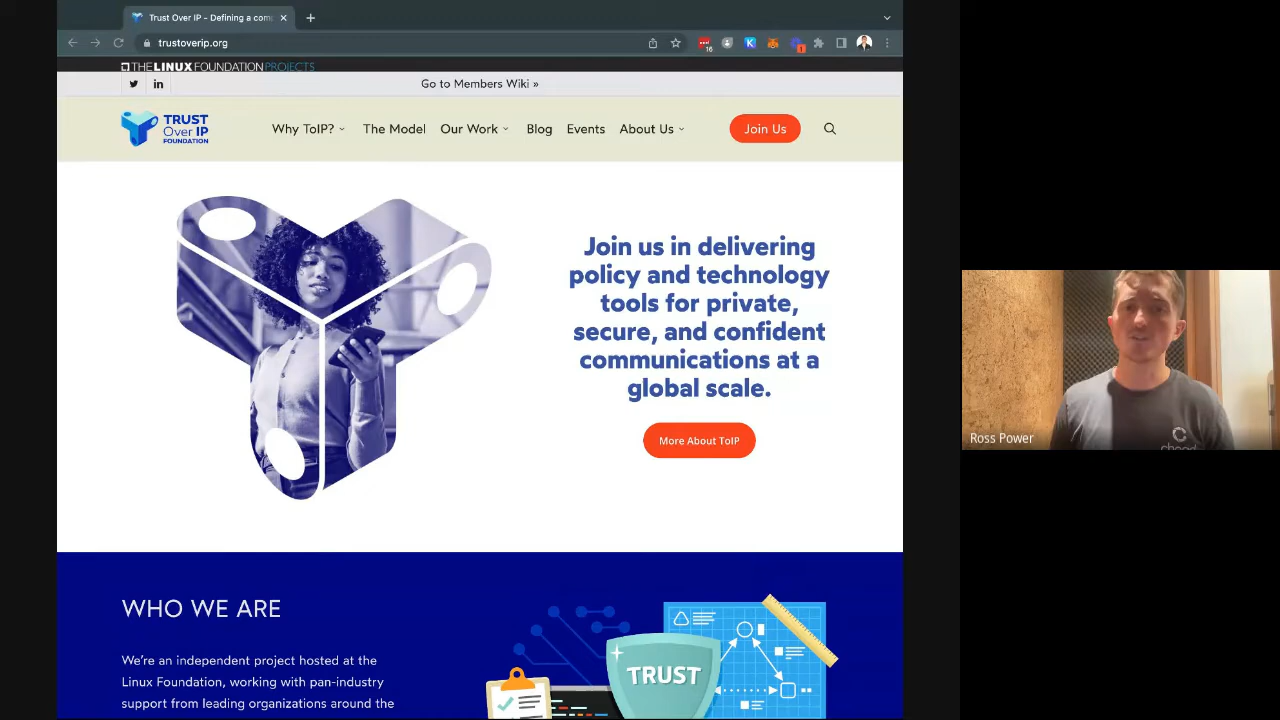 Trust Over IP - Defining a com
trustoverip.org
16
K
1
THE LINUX FOUNDATION PROJECTS
in
Go to Members Wiki »
TRUST
Over IP
FOUNDATION
Why ToIP?
The Model
Our Work
Blog
Events
About Us
Join Us
Join us in delivering
policy and technology
tools for private,
secure, and confident
communications at a
global scale.
More About ToIP
Ross Power
WHO WE ARE
We're an independent project hosted at the
Linux Foundation, working with pan-industry
support from leading organizations around the
TRUST